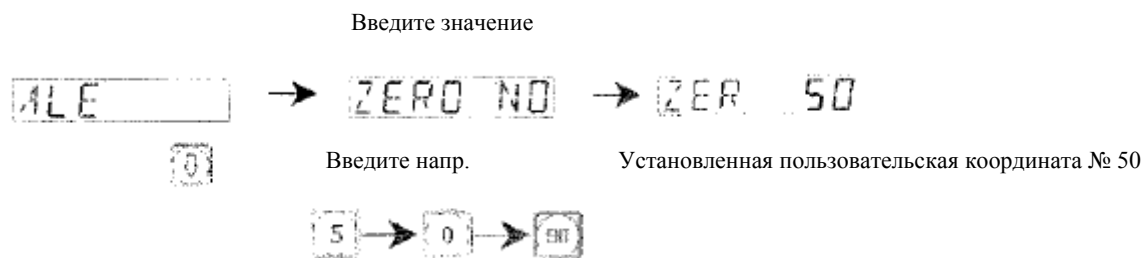 Введите значение
ALE → ZERO NO → ZER 50
0 Введите напр. Установленная пользовательская координата № 50
5 → 0 → ENT